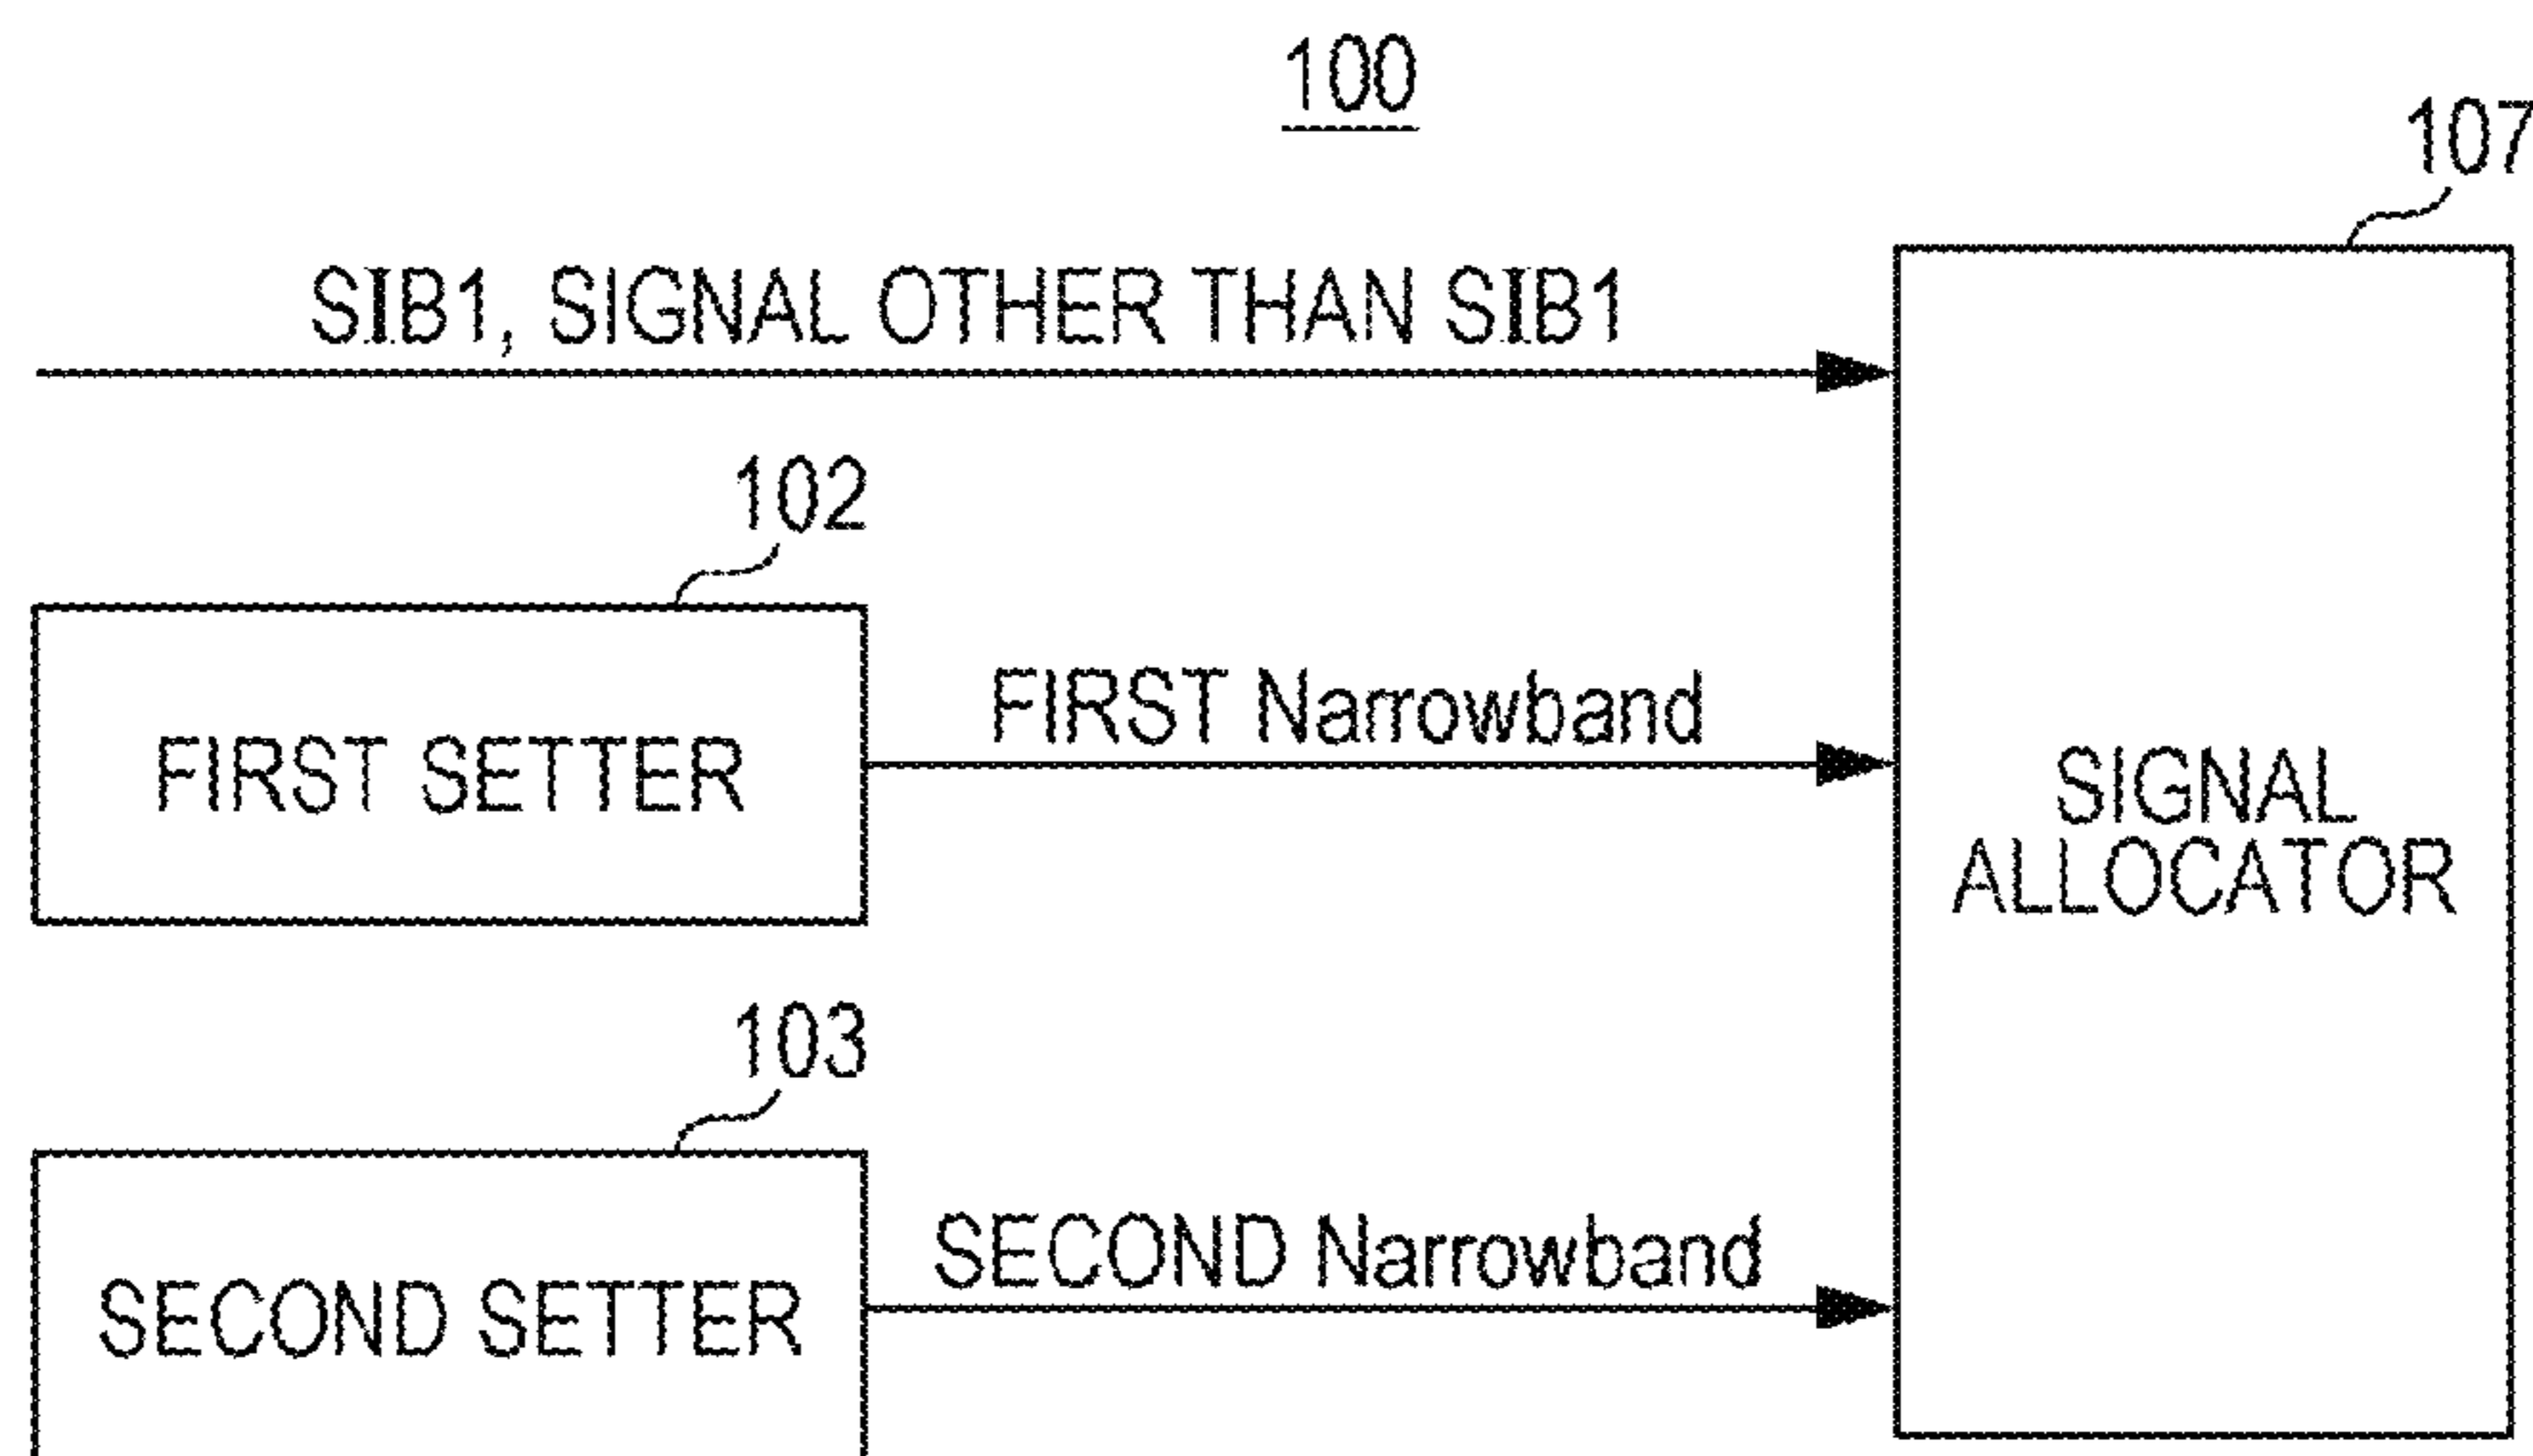 100
107
SIB1, SIGNAL OTHER THAN SIB1
102
FIRST SETTER
FIRST Narrowband
SIGNAL
ALLOCATOR
103
SECOND SETTER
SECOND Narrowband